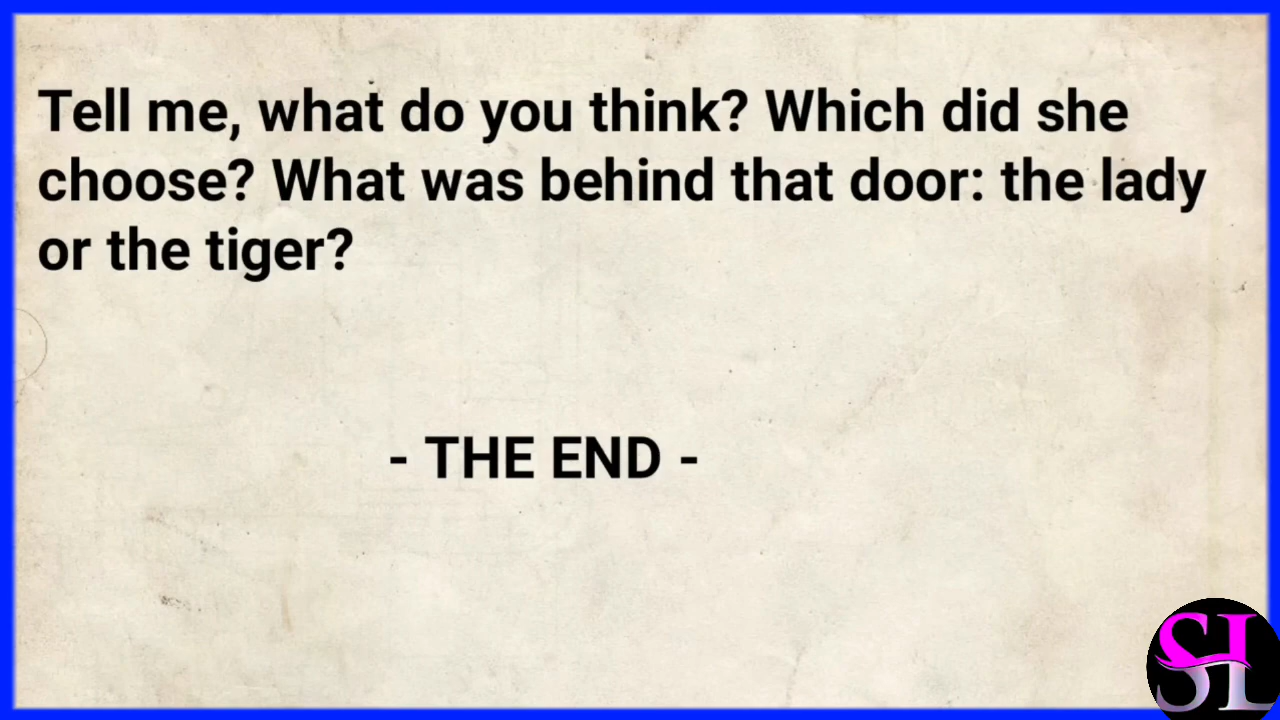 Tell me, what do you think? Which did she
choose? What was behind that door: the lady
or the tiger?
- THE END -
SL